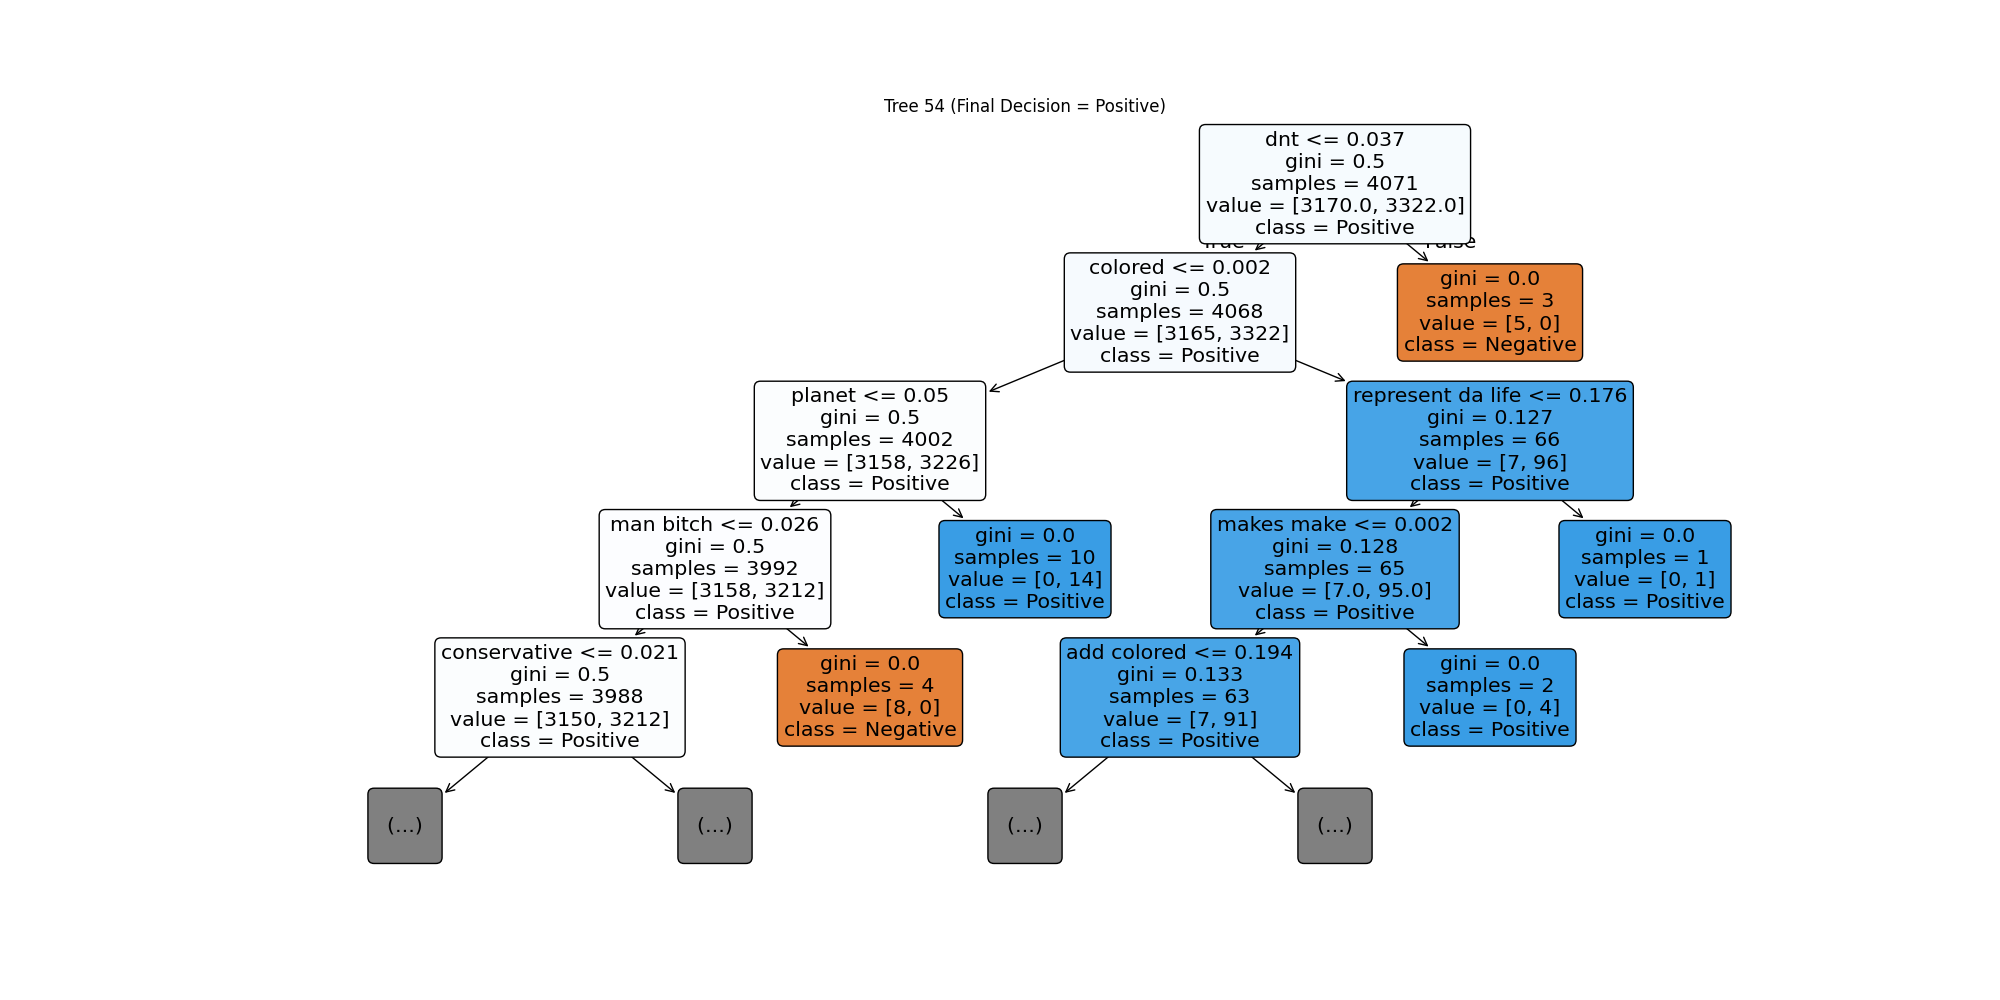 Tree 54 (Final Decision = Positive)
dnt <= 0.037
gini = 0.5
samples = 4071
value = [3170.0, 3322.0]
class = Positive
True
False
colored <= 0.002
gini = 0.5
samples = 4068
value = [3165, 3322]
class = Positive
gini = 0.0
samples = 3
value = [5, 0]
class = Negative
planet <= 0.05
gini = 0.5
samples = 4002
value = [3158, 3226]
class = Positive
represent da life <= 0.176
gini = 0.127
samples = 66
value = [7, 96]
class = Positive
man bitch <= 0.026
gini = 0.5
samples = 3992
value = [3158, 3212]
class = Positive
gini = 0.0
samples = 10
value = [0, 14]
class = Positive
makes make <= 0.002
gini = 0.128
samples = 65
value = [7.0, 95.0]
class = Positive
gini = 0.0
samples = 1
value = [0, 1]
class = Positive
conservative <= 0.021
gini = 0.5
samples = 3988
value = [3150, 3212]
class = Positive
gini = 0.0
samples = 4
value = [8, 0]
class = Negative
add colored <= 0.194
gini = 0.133
samples = 63
value = [7, 91]
class = Positive
gini = 0.0
samples = 2
value = [0, 4]
class = Positive
(...)
(...)
(...)
(...)